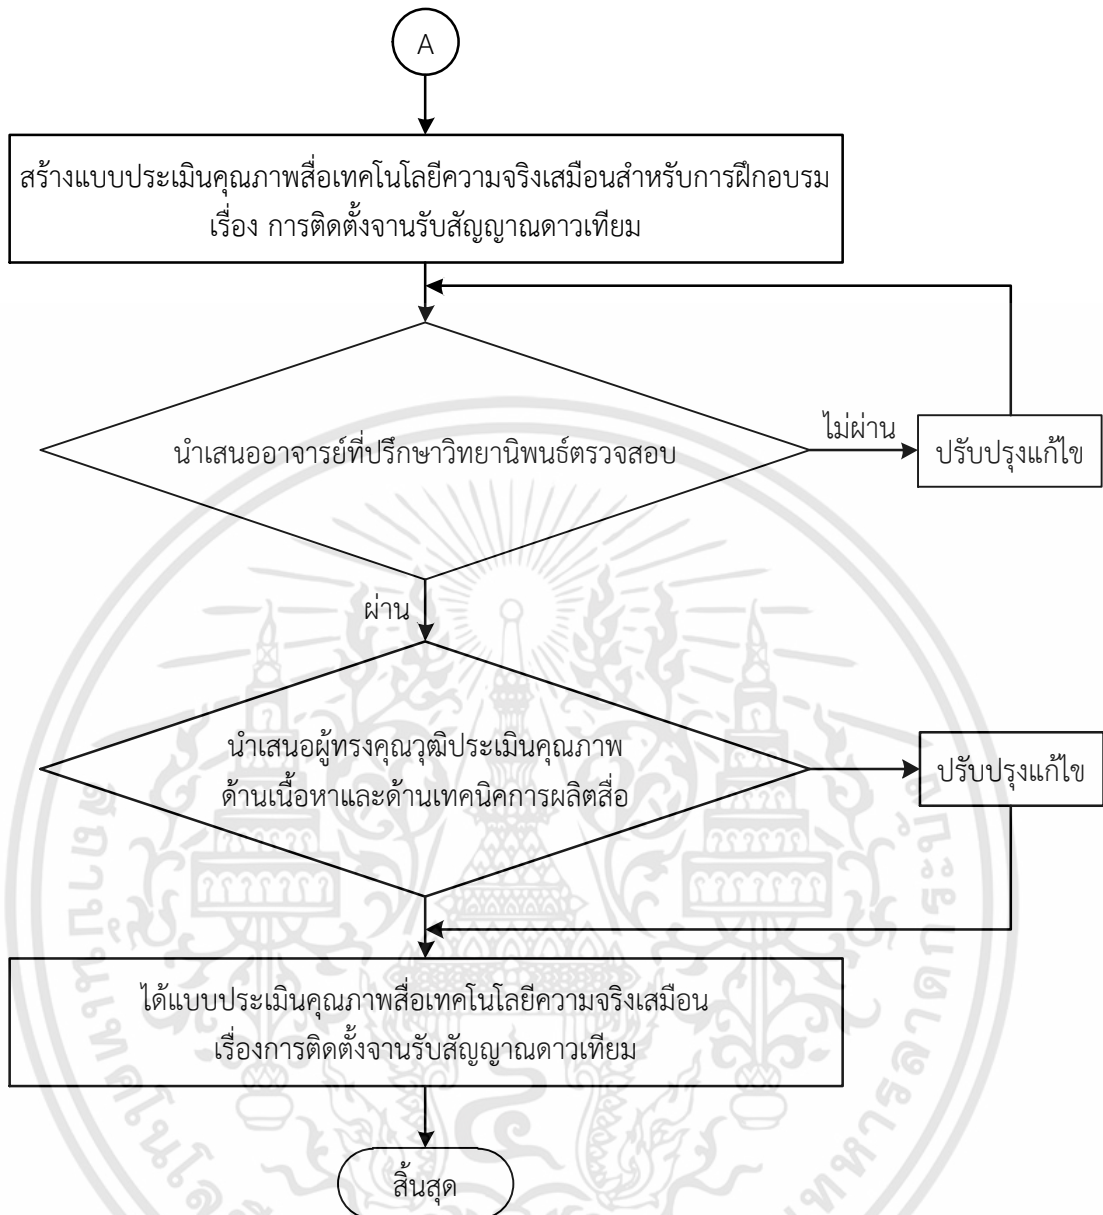 A
สร้างแบบประเมินคุณภาพสื่อเทคโนโลยีความจริงเสมือนสำหรับการฝึกอบรม
เรื่อง การติดตั้งจานรับสัญญาณดาวเทียม
นำเสนออาจารย์ที่ปรึกษาวิทยานิพนธ์ตรวจสอบ
ไม่ผ่าน
ปรับปรุงแก้ไข
ผ่าน
นำเสนอผู้ทรงคุณวุฒิประเมินคุณภาพ
ด้านเนื้อหาและด้านเทคนิคการผลิตสื่อ
ปรับปรุงแก้ไข
ได้แบบประเมินคุณภาพสื่อเทคโนโลยีความจริงเสมือน
เรื่องการติดตั้งจานรับสัญญาณดาวเทียม
สิ้นสุด